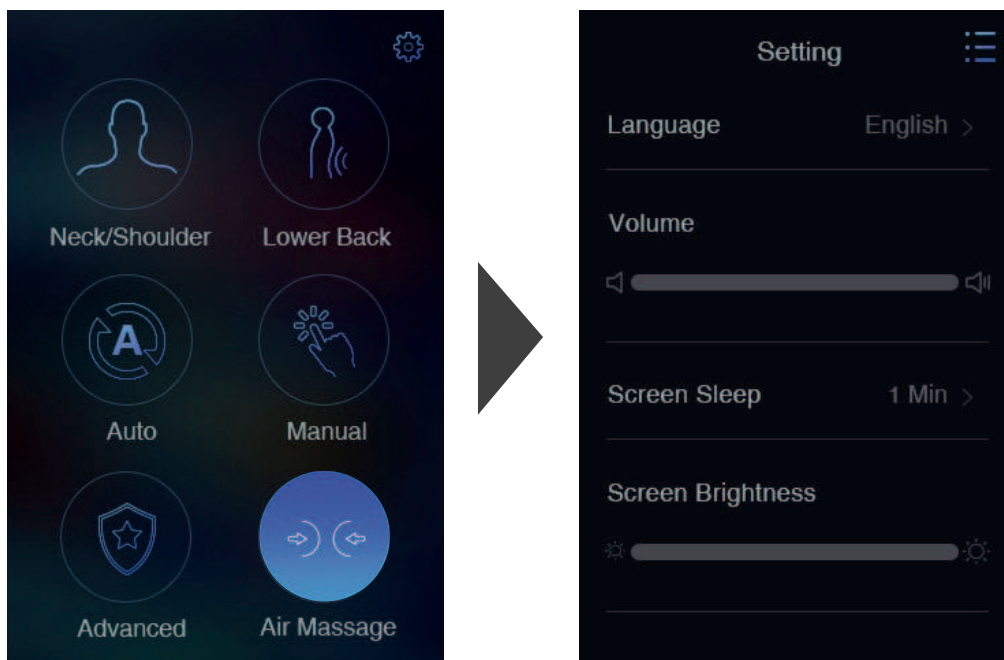 Neck/Shoulder
Lower Back
A
Auto
Manual
Advanced
Air Massage
Setting
Language
English >
Volume
Screen Sleep
1 Min >
Screen Brightness